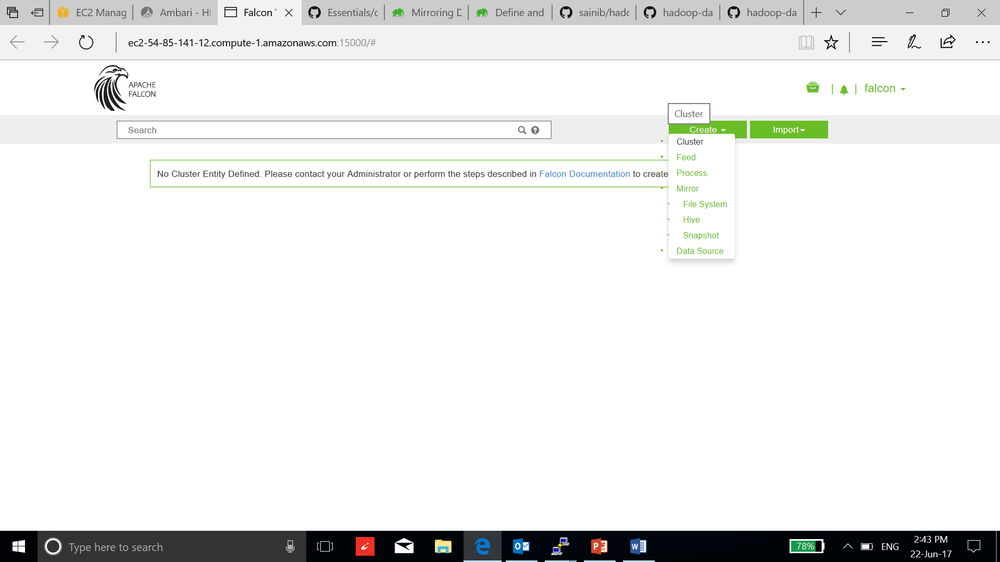 EC2 Manag
Ambari - H
Falcon
Essentials/c
Mirroring D
Define and
sainib/hado
hadoop-da
hadoop-da
ec2-54-85-141-12.compute-1.amazonaws.com:15000/#
APACHE
FALCON
falcon
Cluster
Search
Create
Import
Cluster
Feed
No Cluster Entity Defined. Please contact your Administrator or perform the steps described in Falcon Documentation to create
Process
Mirror
File System
Hive
Snapshot
Data Source
Type here to search
78%
ENG
2:43 PM
22-Jun-17